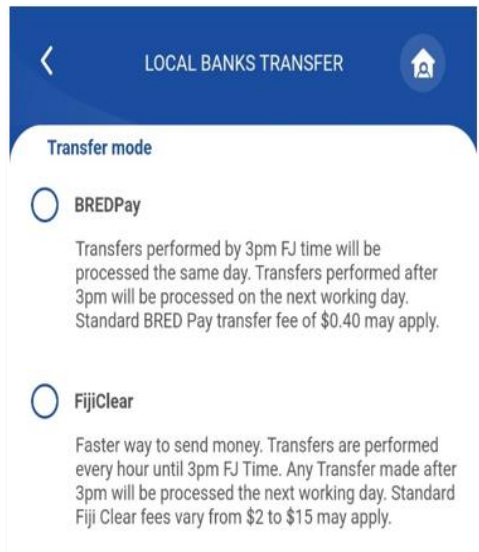 LOCAL BANKS TRANSFER
Transfer mode
BREDPay
Transfers performed by 3pm FJ time will be
processed the same day. Transfers performed after
3pm will be processed on the next working day.
Standard BRED Pay transfer fee of $0.40 may apply.
FijiClear
Faster way to send money. Transfers are performed
every hour until 3pm FJ Time. Any Transfer made after
3pm will be processed the next working day. Standard
Fiji Clear fees vary from $2 to $15 may apply.